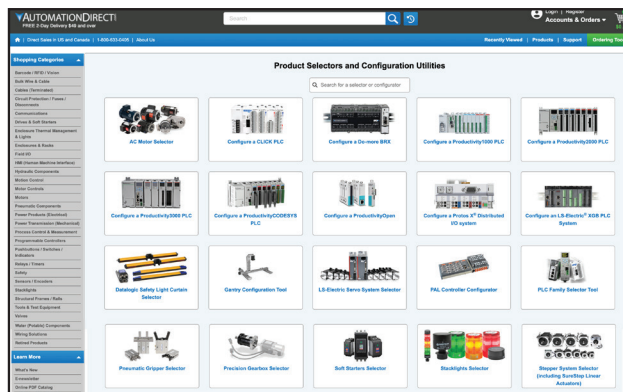 AUTOMATIONDIRECT
FREE 2-Day Delivery $49 and over
Search
Login | Register
Accounts & Orders
Direct Sales in US and Canada | 1-800-633-0405 | About Us
Recently Viewed | Products | Support
Ordering Tools
Shopping Categories
Barcode / RFID / Vision
Bulk Wire & Cable
Cables (Terminated)
Circuit Protection / Fuses /
Disconnects
Communications
Drives & Soft Starters
Enclosure Thermal Management
& Lights
Enclosures & Racks
Field I/O
HMI (Human Machine Interface)
Hydraulic Components
Motion Control
Motor Controls
Motors
Pneumatic Components
Power Products (Electrical)
Power Transmission (Mechanical)
Process Control & Measurement
Programmable Controllers
Pushbuttons / Switches /
Indicators
Relays / Timers
Safety
Sensors / Encoders
Stacklights
Structural Frames / Rails
Tools & Test Equipment
Valves
Water (Potable) Components
Wiring Solutions
Retired Products
Learn More
What's New
E-newsletter
Online PDF Catalog
Product Selectors and Configuration Utilities
Search for a selector or configurator
AC Motor Selector
Configure a CLICK PLC
Configure a Do-more BRX
Configure a Productivity1000 PLC
Configure a Productivity2000 PLC
Configure a Productivity3000 PLC
Configure a ProductivityCODESYS
PLC
Configure a ProductivityOpen
Configure a Protos X® Distributed
I/O system
Configure an LS-Electric® XGB PLC
System
Datalogic Safety Light Curtain
Selector
Gantry Configuration Tool
LS-Electric Servo System Selector
PAL Controller Configurator
PLC Family Selector Tool
Pneumatic Gripper Selector
Precision Gearbox Selector
Soft Starters Selector
Stacklights Selector
Stepper System Selector
(including SureStep Linear
Actuators)